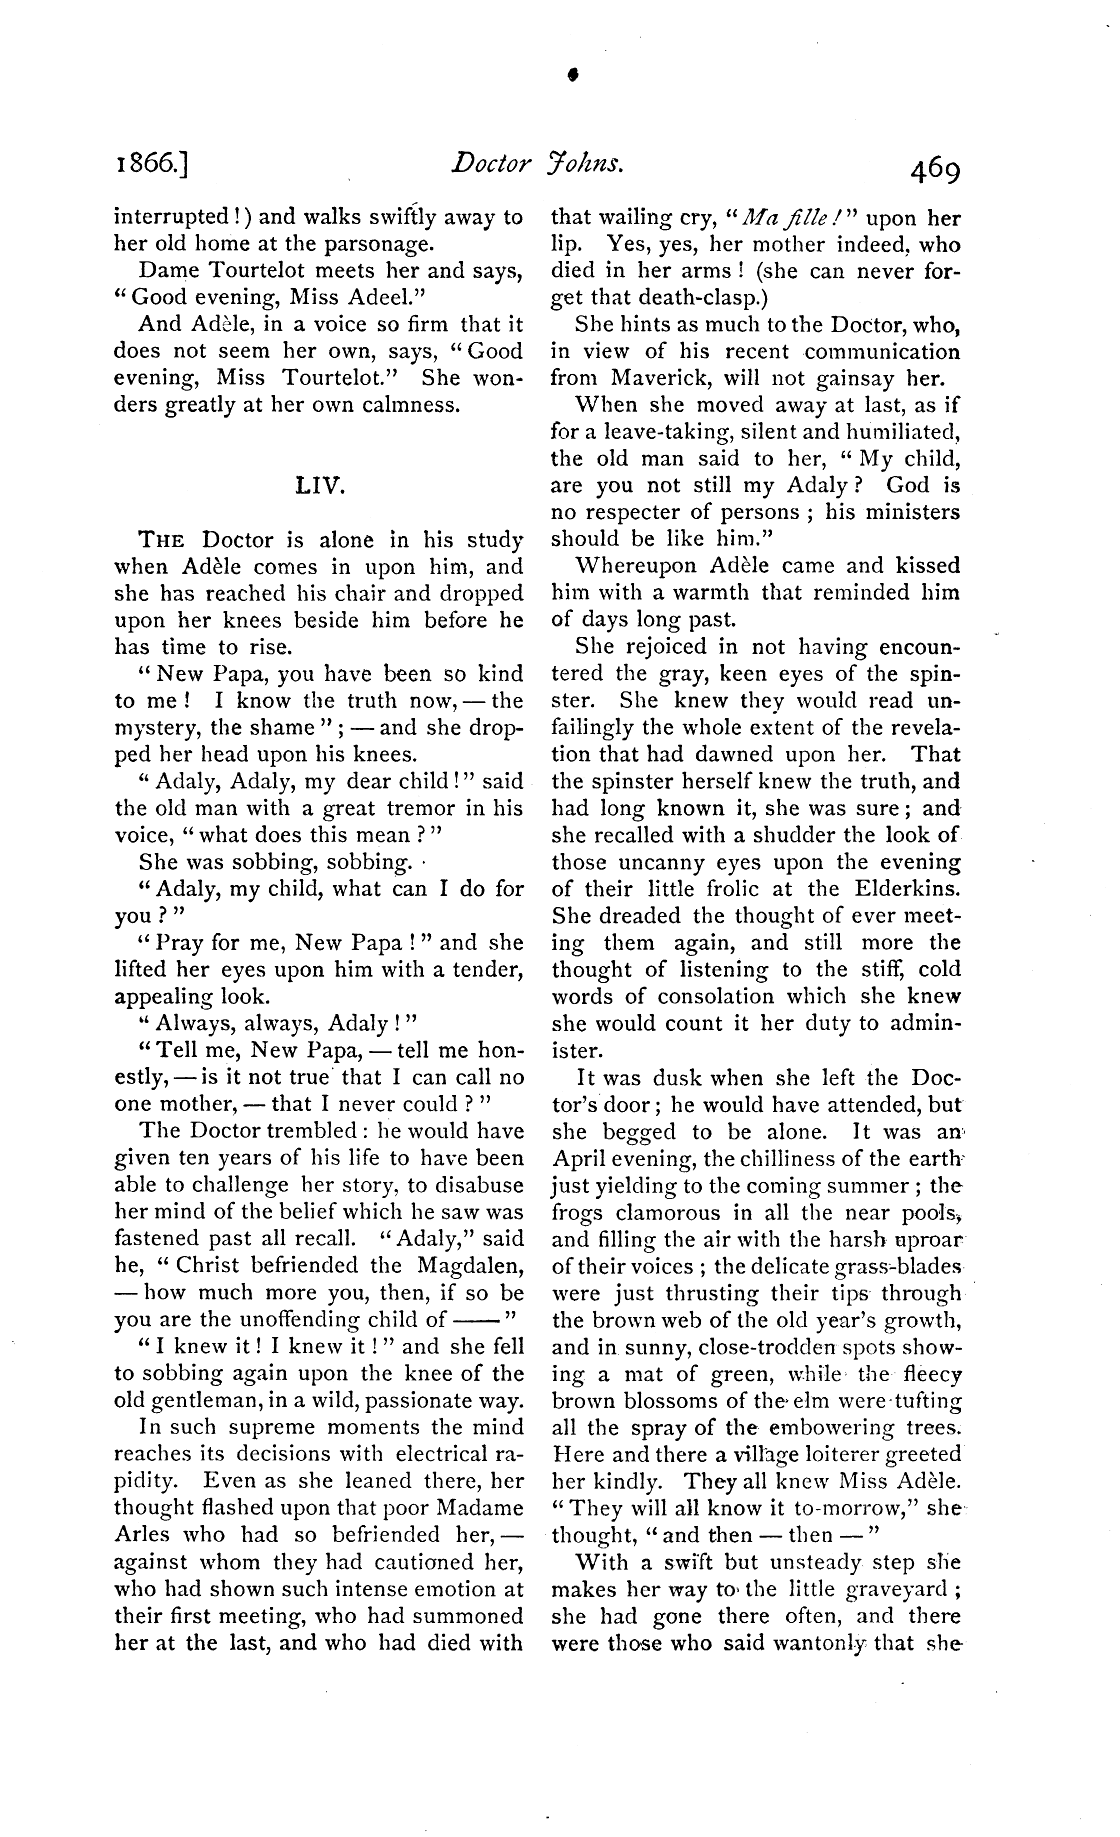 1866.] Doctor Johns. 469
interrupted!) and walks swiftly away to
her old home at the parsonage.
Dame Tourtelot meets her and says,
"Good evening, Miss Adeel."
And Adèle, in a voice so firm that it
does not seem her own, says, "Good
evening, Miss Tourtelot." She won-
ders greatly at her own calmness.
LIV.
THE Doctor is alone in his study
when Adèle comes in upon him, and
she has reached his chair and dropped
upon her knees beside him before he
has time to rise.
"New Papa, you have been so kind
to me! I know the truth now,—the
mystery, the shame";—and she drop-
ped her head upon his knees.
"Adaly, Adaly, my dear child!" said
the old man with a great tremor in his
voice, "what does this mean?"
She was sobbing, sobbing.
"Adaly, my child, what can I do for
you?"
"Pray for me, New Papa!" and she
lifted her eyes upon him with a tender,
appealing look.
"Always, always, Adaly!"
"Tell me, New Papa,—tell me hon-
estly,—is it not true that I can call no
one mother,—that I never could?"
The Doctor trembled: he would have
given ten years of his life to have been
able to challenge her story, to disabuse
her mind of the belief which he saw was
fastened past all recall. "Adaly," said
he, "Christ befriended the Magdalen,
—how much more you, then, if so be
you are the unoffending child of ——"
"I knew it! I knew it!" and she fell
to sobbing again upon the knee of the
old gentleman, in a wild, passionate way.
In such supreme moments the mind
reaches its decisions with electrical ra-
pidity. Even as she leaned there, her
thought flashed upon that poor Madame
Arles who had so befriended her,—
against whom they had cautioned her,
who had shown such intense emotion at
their first meeting, who had summoned
her at the last, and who had died with
that wailing cry, "Ma fille!" upon her
lip. Yes, yes, her mother indeed, who
died in her arms! (she can never for-
get that death-clasp.)
She hints as much to the Doctor, who,
in view of his recent communication
from Maverick, will not gainsay her.
When she moved away at last, as if
for a leave-taking, silent and humiliated,
the old man said to her, "My child,
are you not still my Adaly? God is
no respecter of persons; his ministers
should be like him."
Whereupon Adèle came and kissed
him with a warmth that reminded him
of days long past.
She rejoiced in not having encoun-
tered the gray, keen eyes of the spin-
ster. She knew they would read un-
failingly the whole extent of the revela-
tion that had dawned upon her. That
the spinster herself knew the truth, and
had long known it, she was sure; and
she recalled with a shudder the look of
those uncanny eyes upon the evening
of their little frolic at the Elderkins.
She dreaded the thought of ever meet-
ing them again, and still more the
thought of listening to the stiff, cold
words of consolation which she knew
she would count it her duty to admin-
ister.
It was dusk when she left the Doc-
tor's door; he would have attended, but
she begged to be alone. It was an
April evening, the chilliness of the earth
just yielding to the coming summer; the
frogs clamorous in all the near pools,
and filling the air with the harsh uproar
of their voices; the delicate grass-blades
were just thrusting their tips through
the brown web of the old year's growth,
and in sunny, close-trodden spots show-
ing a mat of green, while the fleecy
brown blossoms of the elm were tufting
all the spray of the embowering trees.
Here and there a village loiterer greeted
her kindly. They all knew Miss Adèle.
"They will all know it to-morrow," she
thought, "and then — then —"
With a swift but unsteady step she
makes her way to the little graveyard;
she had gone there often, and there
were those who said wantonly that she